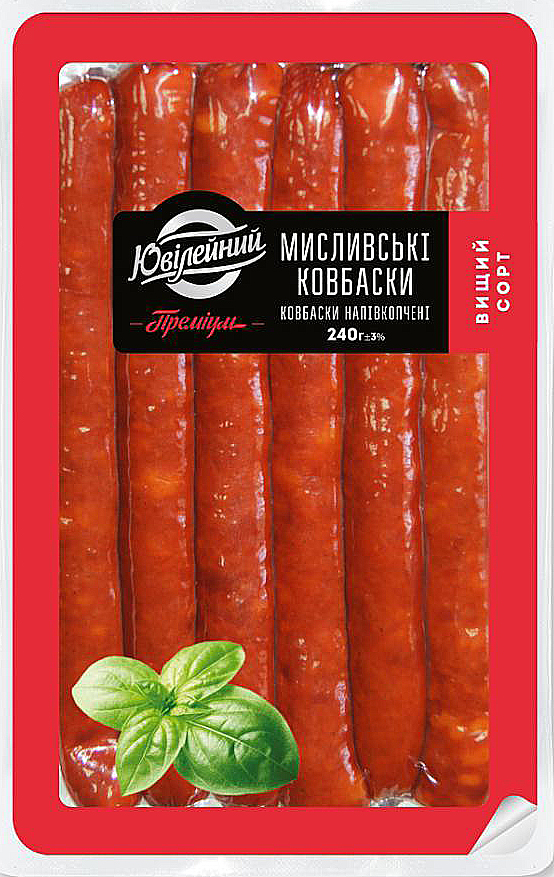 Ювілейний
Преміум
МИСЛИВСЬКІ
КОВБАСКИ
КОВБАСКИ НАПІВКОПЧЕНІ
240г±3%
ВИЩИЙ
СОРТ